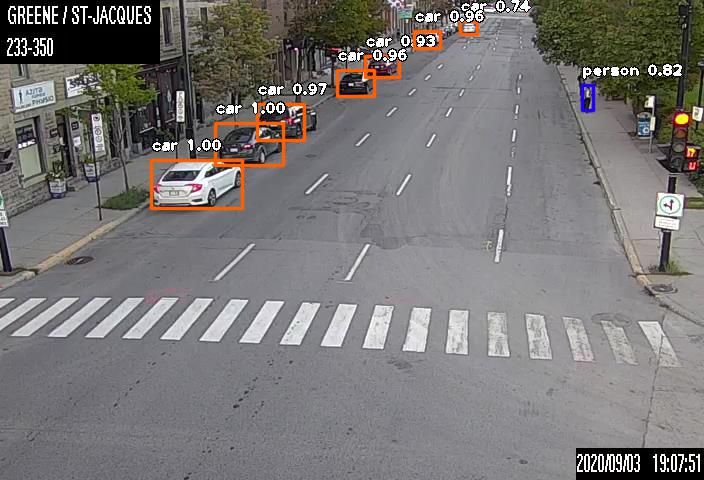 GREENE / ST-JACQUES
233-350
car 0.74
car 0.96
car 0.93
car 0.96
person 0.82
car 0.97
car 1.00
car 1.00
2020/09/03 19:07:51